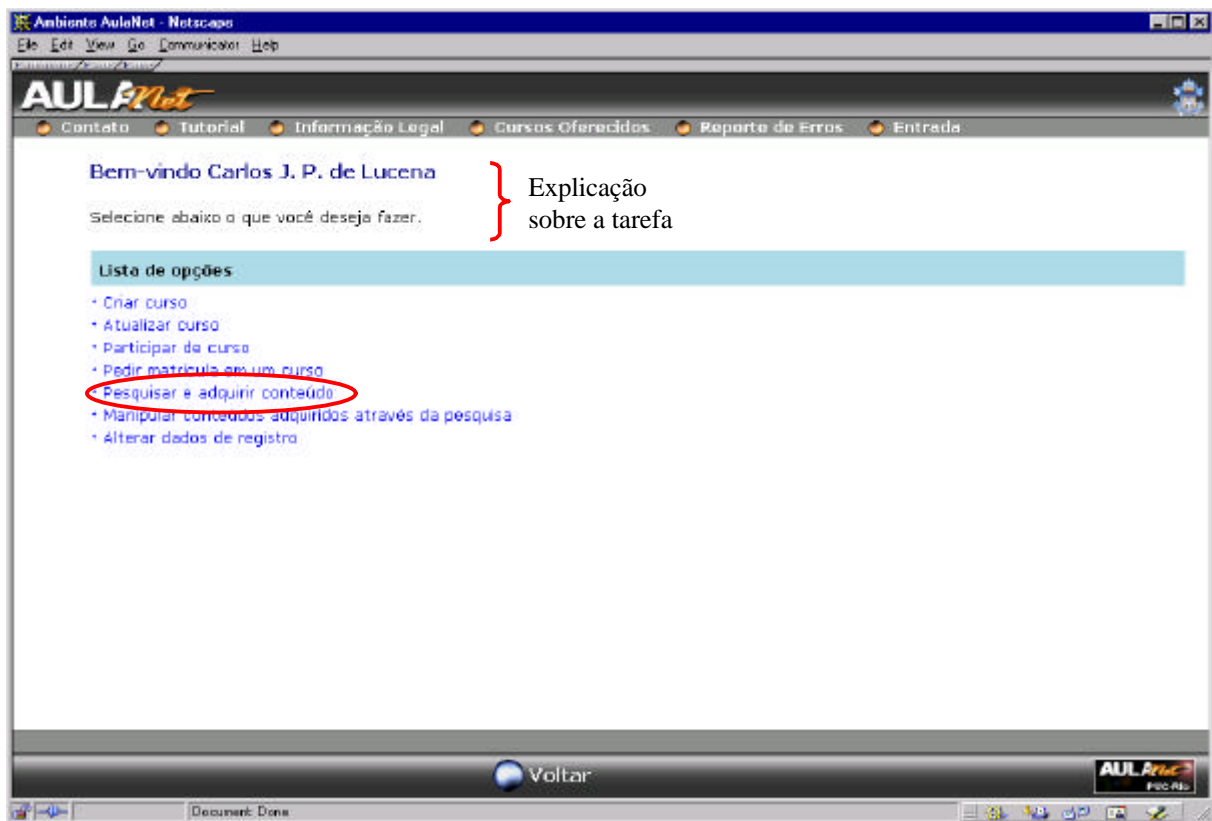 Ambiente AulaNet - Netscape
File Edit View Go Communicator Help
AULANet
Contato Tutorial Informação Legal Cursos Oferecidos Reporte de Erros Entrada
Bem-vindo Carlos J. P. de Lucena
Selecione abaixo o que você deseja fazer.
Explicação
sobre a tarefa
Lista de opções
Criar curso
Atualizar curso
Participar de curso
Pedir matrícula em um curso
Pesquisar e adquirir conteúdo
Manipular conteúdos adquiridos através da pesquisa
Alterar dados de registro
Voltar
AULANet
PUC-Rio
Document: Done